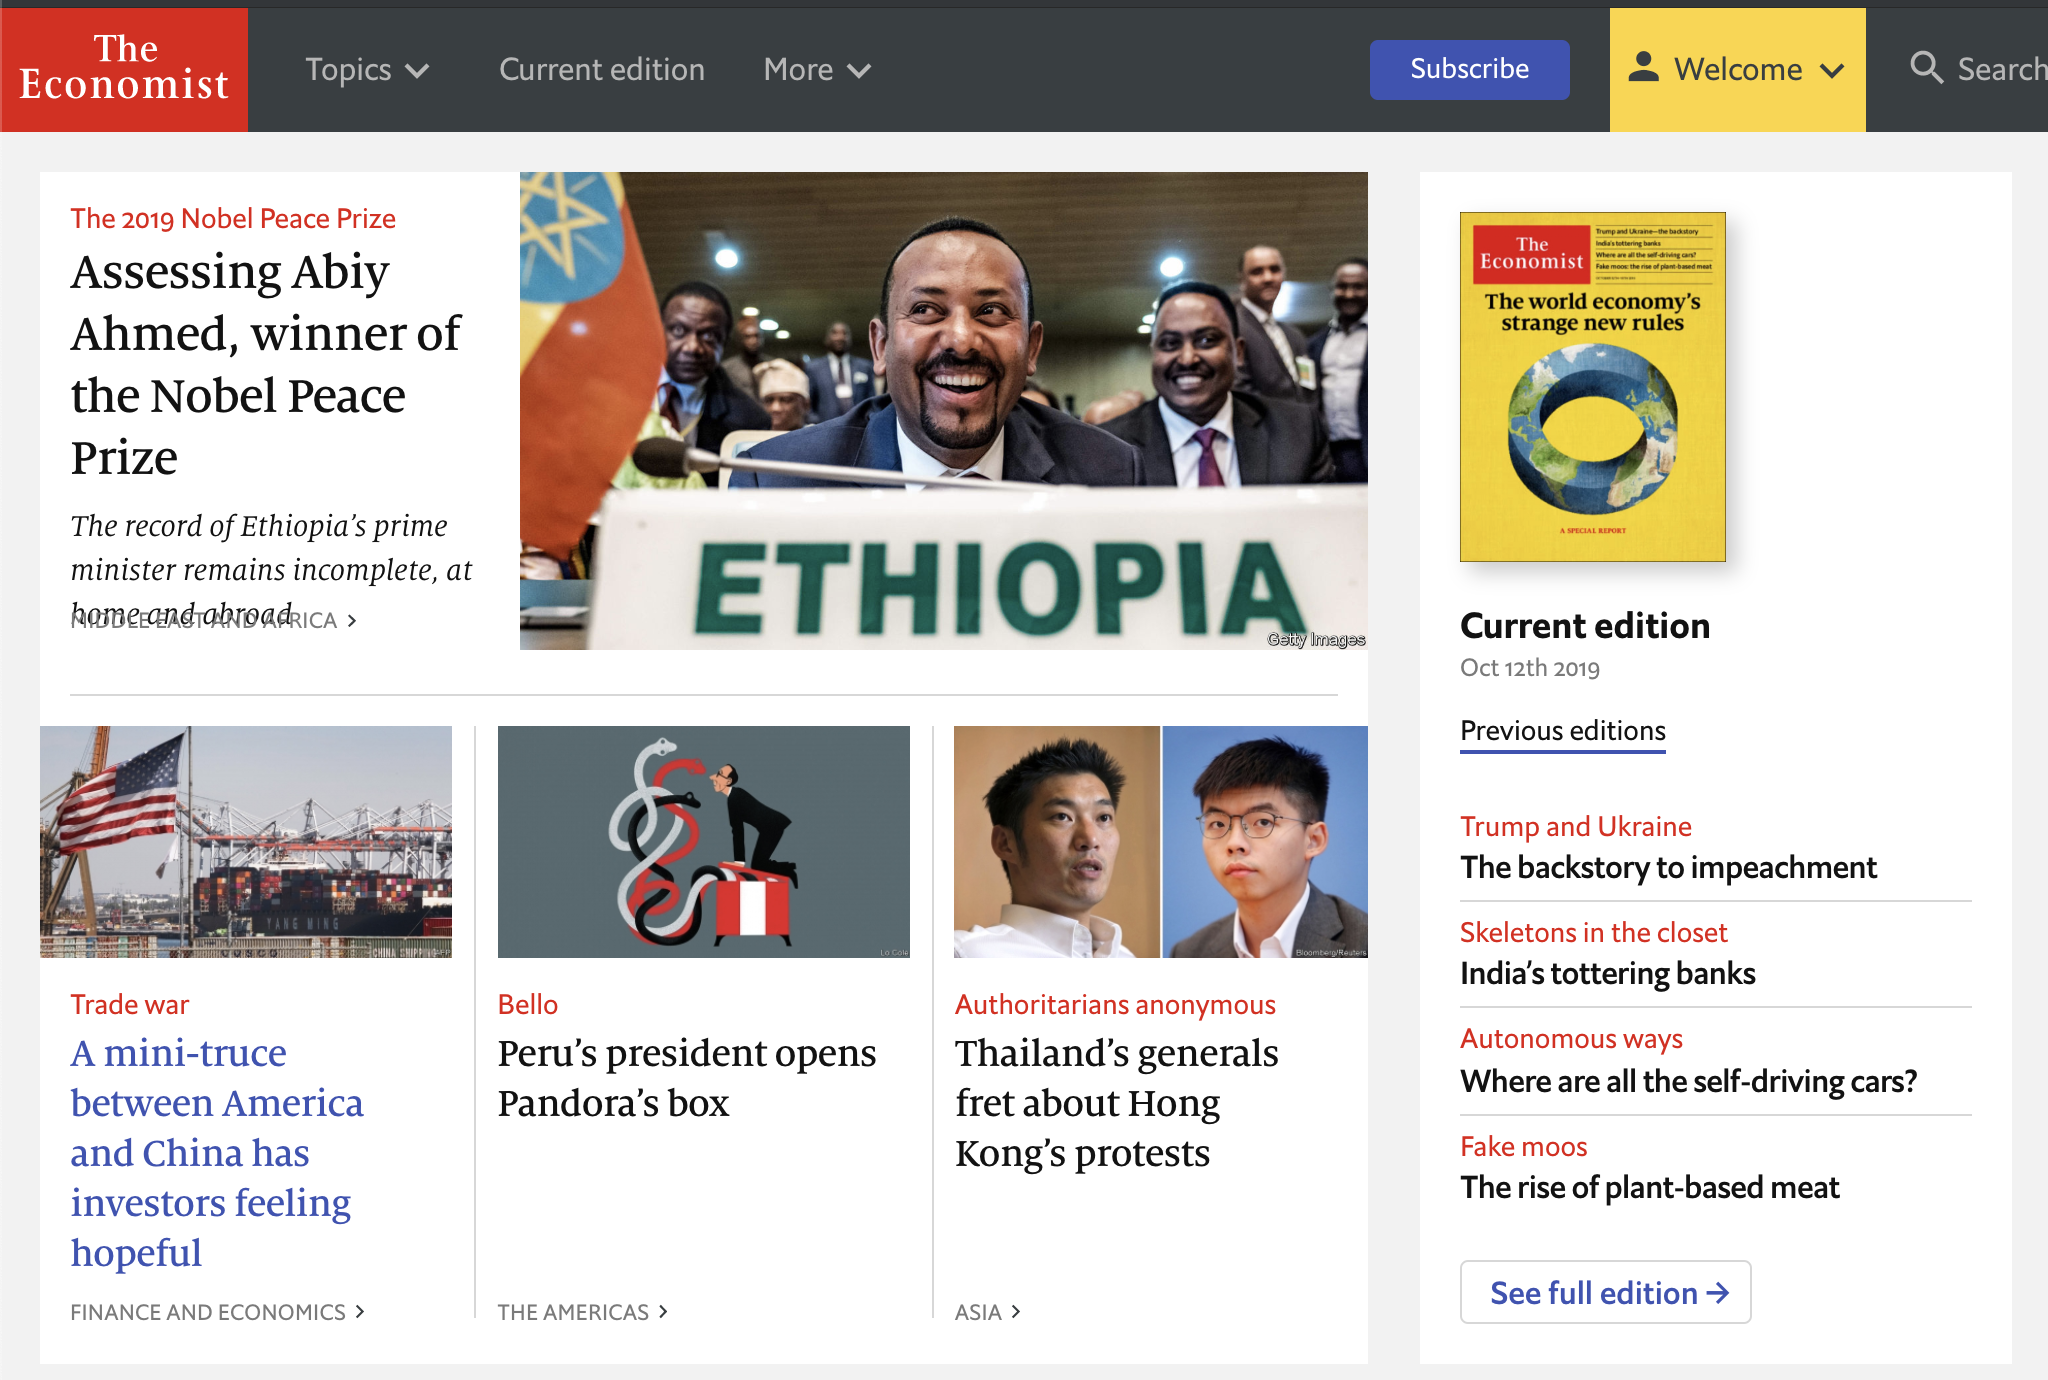 The
Economist
Topics
Current edition
More
Subscribe
Welcome
Search
The 2019 Nobel Peace Prize
Assessing Abiy
Ahmed, winner of
the Nobel Peace
Prize
The record of Ethiopia's prime
minister remains incomplete, at
home and abroad
MIDDLE EAST AND AFRICA
ETHIOPIA
Getty Images
YANG MING
CHINA SHIPPING
Trade war
A mini-truce
between America
and China has
investors feeling
hopeful
FINANCE AND ECONOMICS
Lo Cole
Bello
Peru's president opens
Pandora's box
THE AMERICAS
Bloomberg/Reuters
Authoritarians anonymous
Thailand's generals
fret about Hong
Kong's protests
ASIA
The
Economist
Trump and Ukraine—the backstory
India's tottering banks
Where are all the self-driving cars?
Fake moos: the rise of plant-based meat
The world economy's
strange new rules
A SPECIAL REPORT
Current edition
Oct 12th 2019
Previous editions
Trump and Ukraine
The backstory to impeachment
Skeletons in the closet
India's tottering banks
Autonomous ways
Where are all the self-driving cars?
Fake moos
The rise of plant-based meat
See full edition →